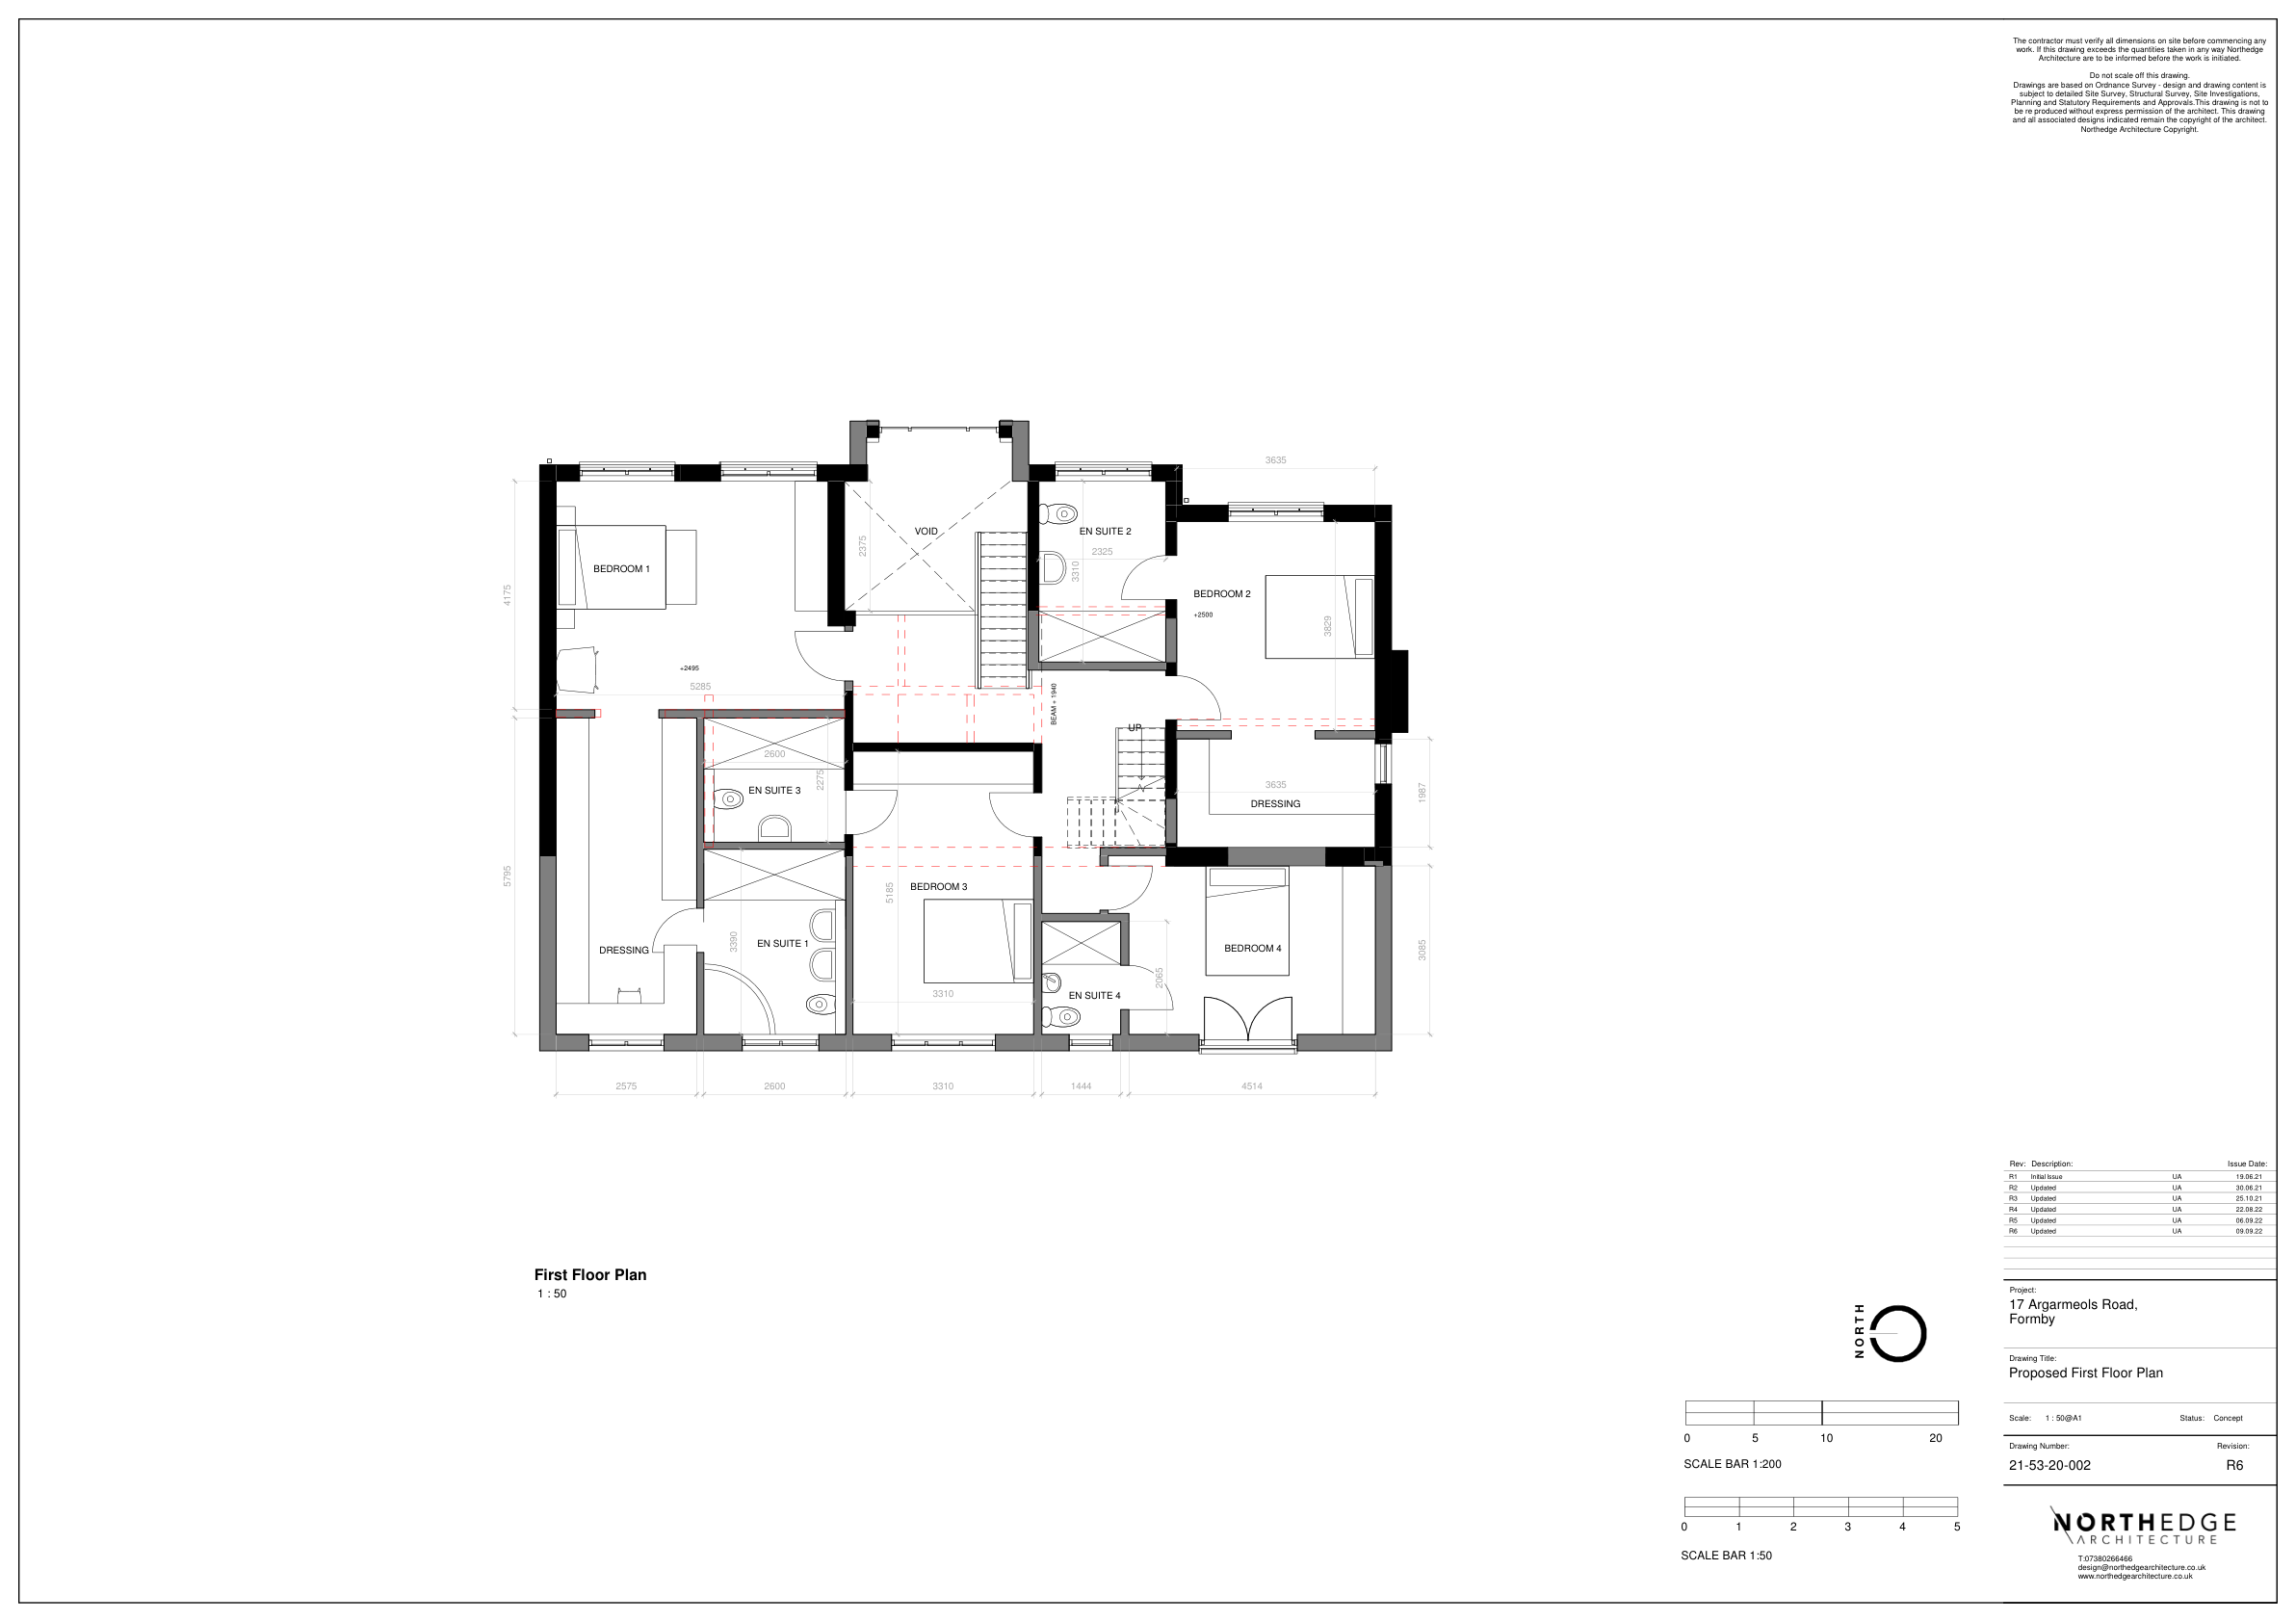 The contractor must verify all dimensions on site before commencing any
work. If this drawing exceeds the quantities taken in any way Northedge
Architecture are to be informed before the work is initiated.
Do not scale off this drawing.
Drawings are based on Ordnance Survey - design and drawing content is
subject to detailed Site Survey, Structural Survey, Site Investigations,
Planning and Statutory Requirements and Approvals.This drawing is not to
be re produced without express permission of the architect. This drawing
and all associated designs indicated remain the copyright of the architect.
Northedge Architecture Copyright.
3635
VOID
EN SUITE 2
2325
3310
2375
BEDROOM 1
4175
BEDROOM 2
+2500
3829
+2495
5285
BEAM + 1940
UP
2600
2275
EN SUITE 3
3635
DRESSING
1987
5795
BEDROOM 3
5185
3390
EN SUITE 1
DRESSING
BEDROOM 4
3085
2065
3310
EN SUITE 4
2575
2600
3310
1444
4514
First Floor Plan
1 : 50
NORTH
0 5 10 20
SCALE BAR 1:200
0 1 2 3 4 5
SCALE BAR 1:50
Rev: Description: Issue Date:
R1 Initial Issue UA 19.06.21
R2 Updated UA 30.06.21
R3 Updated UA 25.10.21
R4 Updated UA 22.08.22
R5 Updated UA 06.09.22
R6 Updated UA 09.09.22
Project:
17 Argarmeols Road,
Formby
Drawing Title:
Proposed First Floor Plan
Scale: 1 : 50@A1 Status: Concept
Drawing Number: Revision:
21-53-20-002 R6
NORTHEDGE
ARCHITECTURE
T:07380266466
design@northedgearchitecture.co.uk
www.northedgearchitecture.co.uk